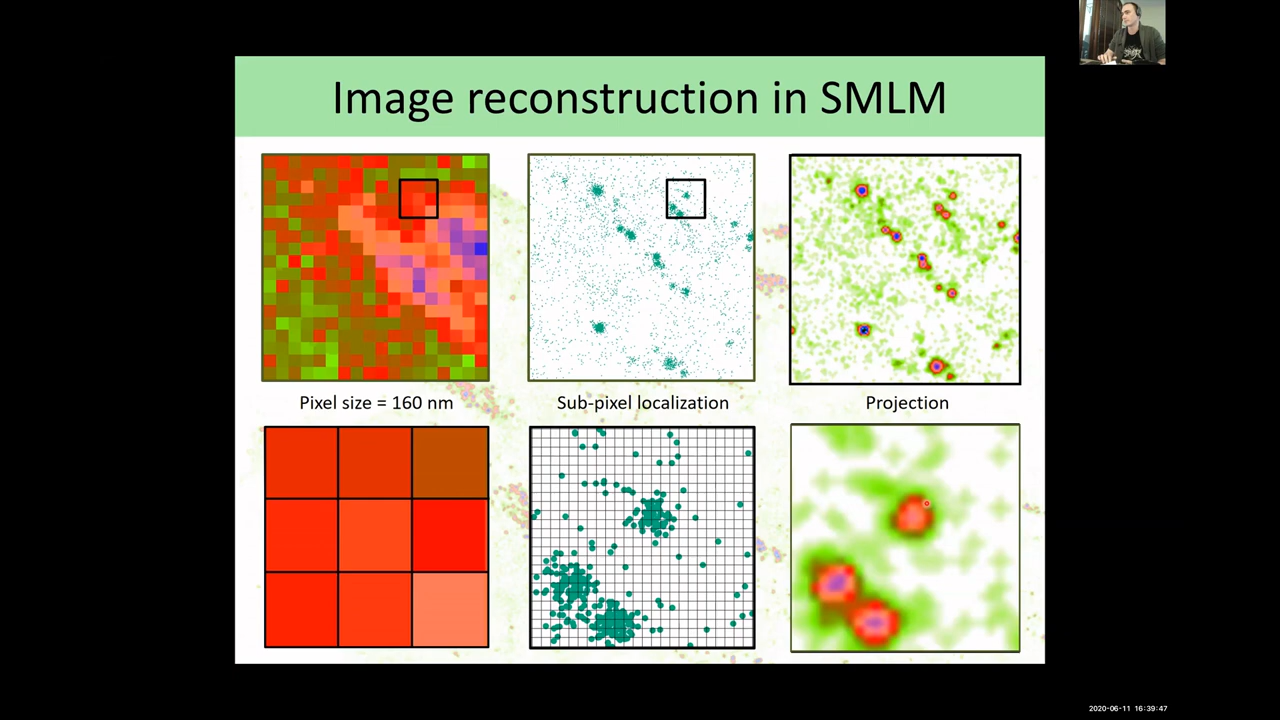 Image reconstruction in SMLM
Pixel size = 160 nm
Sub-pixel localization
Projection
2020-06-11 16:39:47